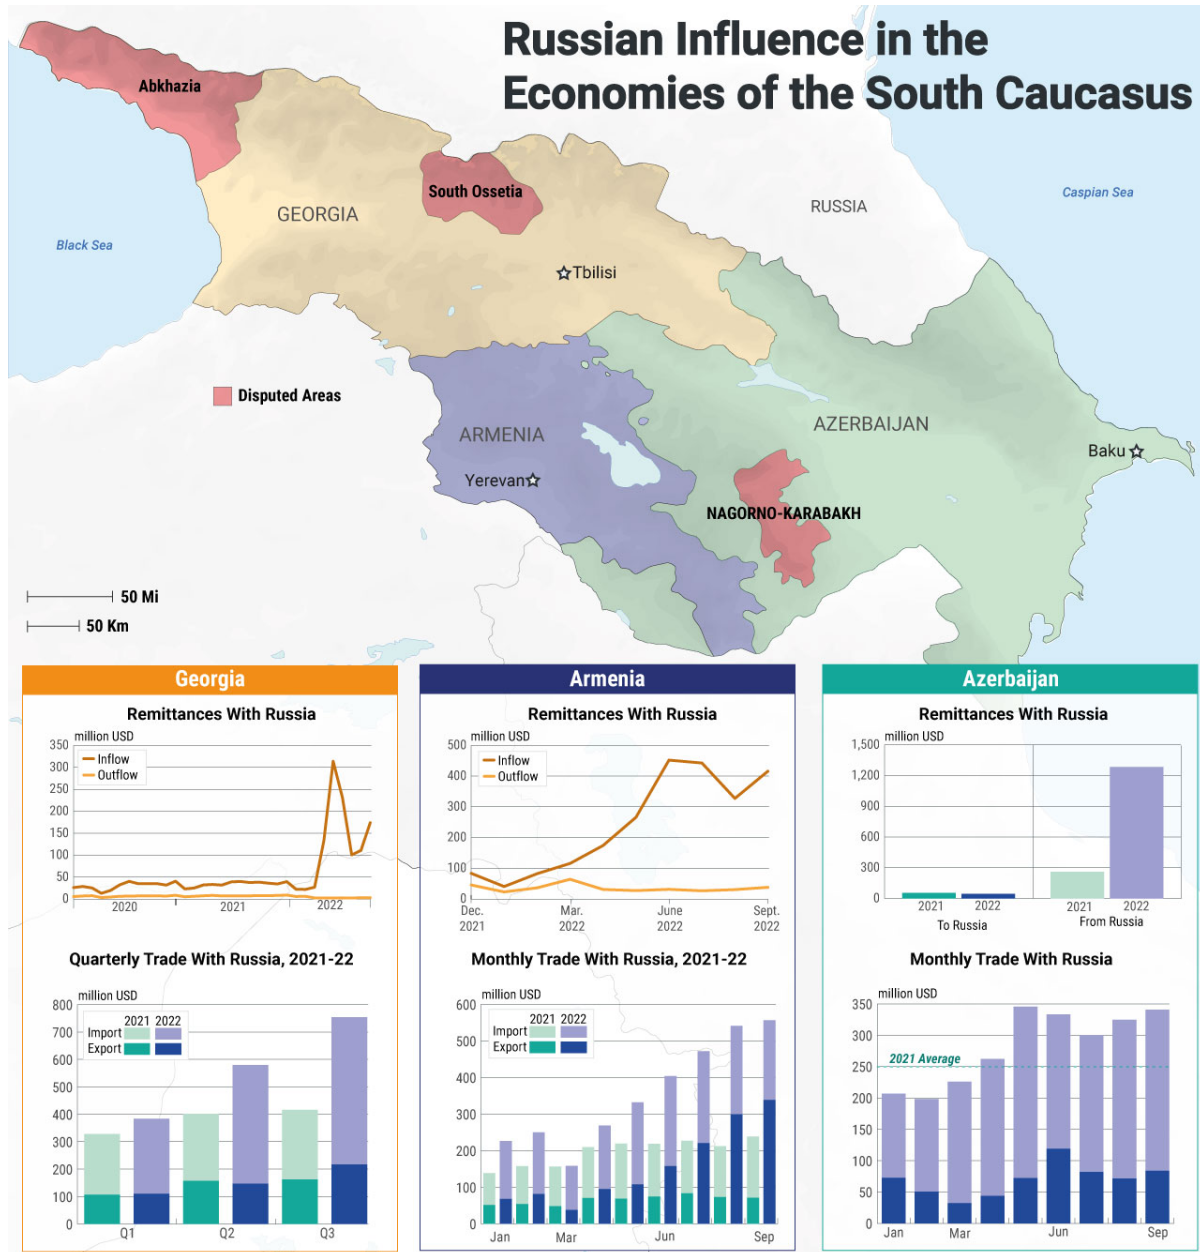 Russian Influence in the
Economies of the South Caucasus
Abkhazia
South Ossetia
GEORGIA
RUSSIA
Caspian Sea
Black Sea
Tbilisi
Disputed Areas
ARMENIA
AZERBAIJAN
Baku
Yerevan
NAGORNO-KARABAKH
50 Mi
50 Km
Georgia
Remittances With Russia
million USD
350
300
250
200
150
100
50
0
Inflow
Outflow
2020 2021 2022
Quarterly Trade With Russia, 2021-22
million USD
800
700
600
500
400
300
200
100
0
2021 2022
Import
Export
Q1 Q2 Q3
Armenia
Remittances With Russia
million USD
500
400
300
200
100
0
Inflow
Outflow
Dec. Mar. June Sept.
2021 2022 2022 2022
Monthly Trade With Russia, 2021-22
million USD
600
500
400
300
200
100
0
2021 2022
Import
Export
Jan Mar Jun Sep
Azerbaijan
Remittances With Russia
million USD
1,500
1,200
900
600
300
0
2021 2022 2021 2022
To Russia From Russia
Monthly Trade With Russia
million USD
350
300
250
200
150
100
50
0
2021 Average
Jan Mar Jun Sep